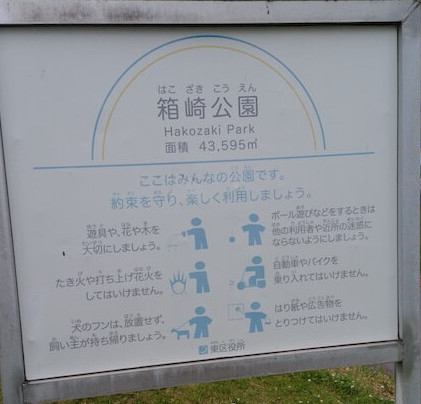 はこ ざき こう えん
箱崎公園
Hakozaki Park
面積 43,595㎡
ここはみんなの公園です。
約束を守り、楽しく利用しましょう。
遊具や、花や木を
大切にしましょう。
ボール遊びなどをするときは
他の利用者や近所の迷惑に
ならないようにしましょう。
たき火や打ち上げ花火を
してはいけません。
自動車やバイクを
乗り入れてはいけません。
犬のフンは、放置せず、
飼い主が持ち帰りましょう。
はり紙や広告物を
とりつけてはいけません。
東区役所